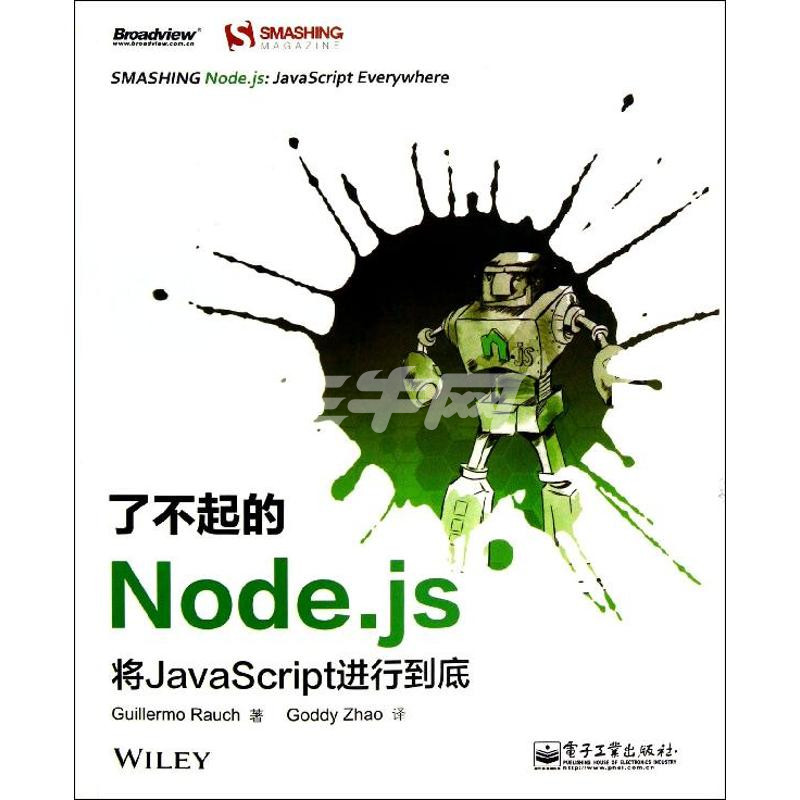 Broadview®
www.broadview.com.cn
SMASHING
MAGAZINE
SMASHING Node.js: JavaScript Everywhere
n.js
三牛网
了不起的
Node.js
将JavaScript进行到底
Guillermo Rauch 著 Goddy Zhao 译
WILEY
電子工業出版社·
PUBLISHING HOUSE OF ELECTRONICS INDUSTRY
http://www.phei.com.cn